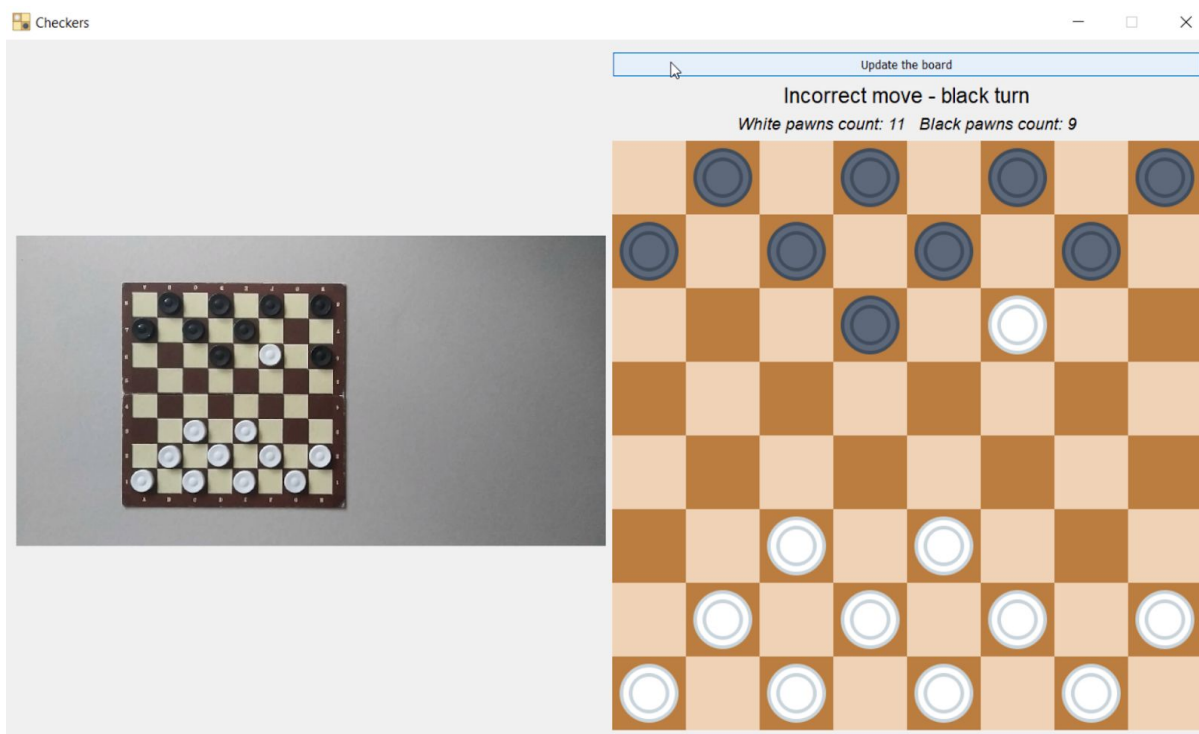 Checkers
Update the board
Incorrect move - black turn
White pawns count: 11 Black pawns count: 9